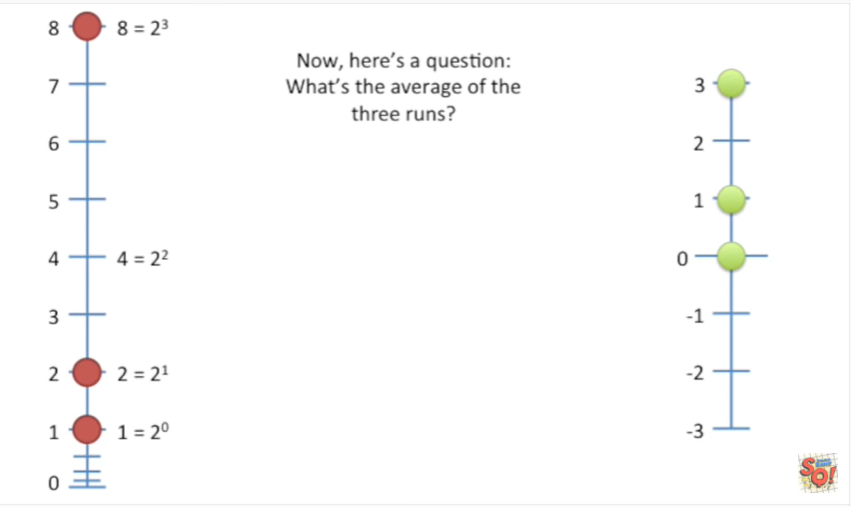 8
8 = 2³
Now, here's a question:
What's the average of the
three runs?
7
6
5
4
4 = 2²
3
2
2 = 2¹
1
1 = 2⁰
0
3
2
1
0
-1
-2
-3
SQ!